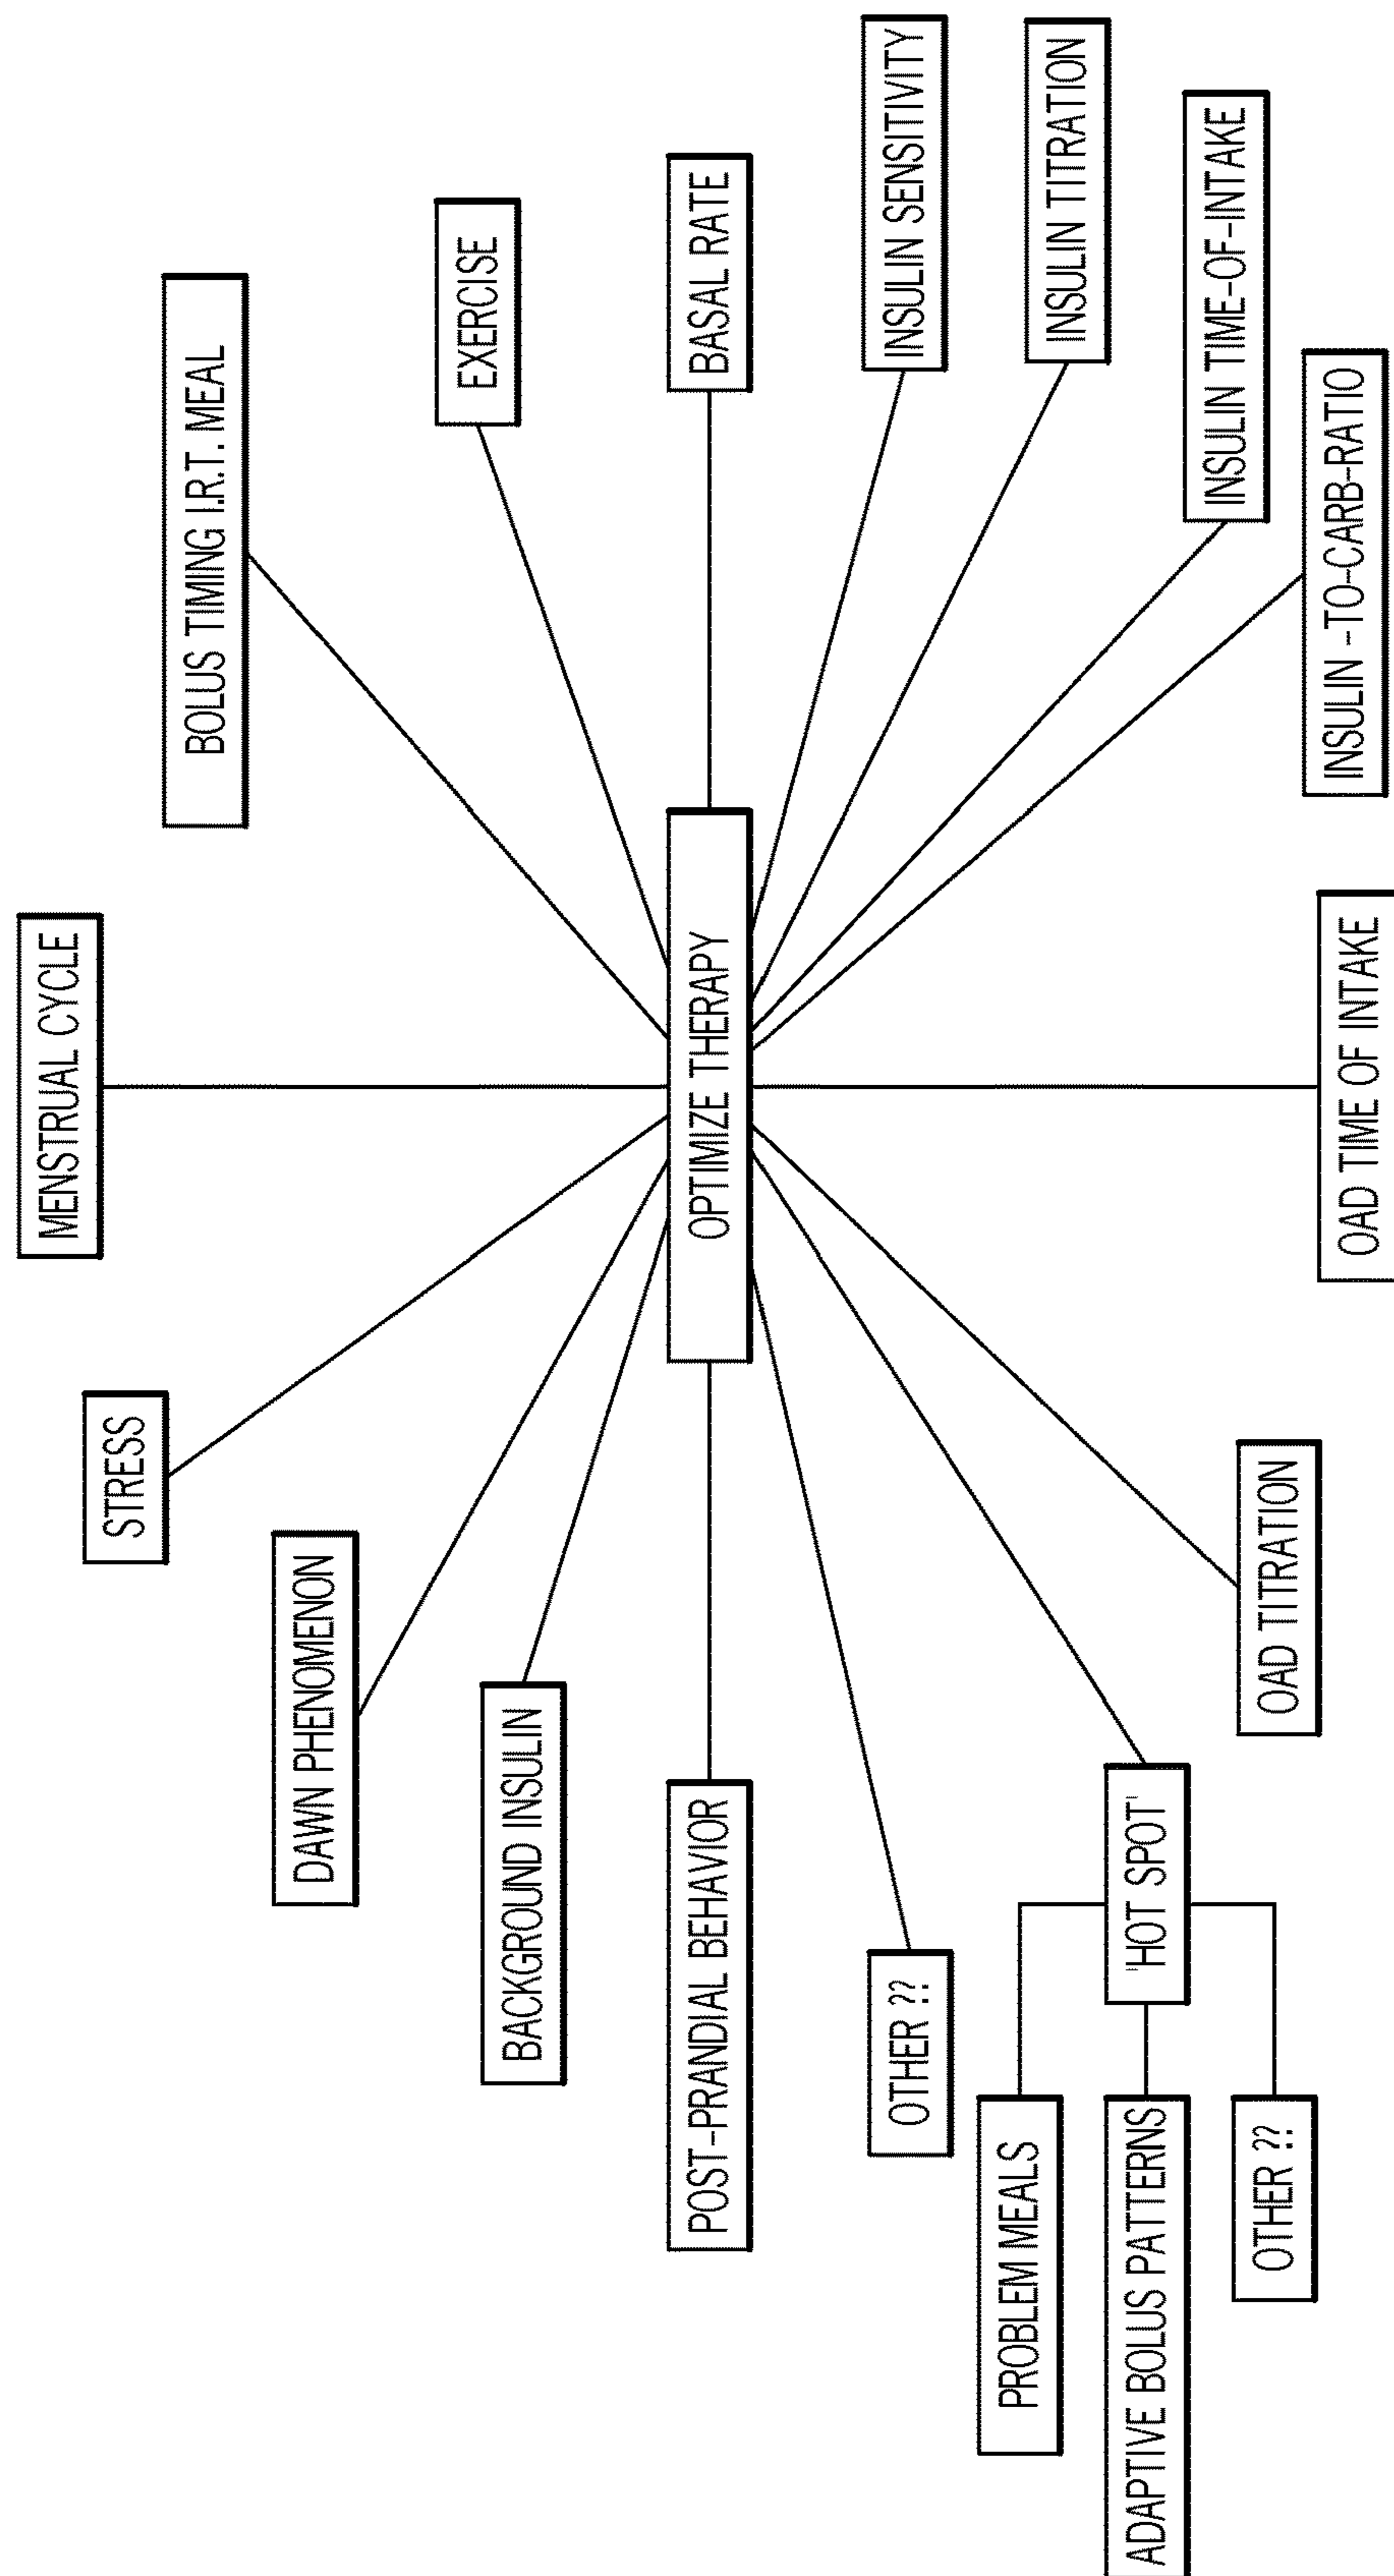 MENSTRUAL CYCLE
STRESS
BOLUS TIMING I.R.T. MEAL
DAWN PHENOMENON
EXERCISE
BACKGROUND INSULIN
POST-PRANDIAL BEHAVIOR
OPTIMIZE THERAPY
BASAL RATE
OTHER ??
INSULIN SENSITIVITY
PROBLEM MEALS
INSULIN TITRATION
ADAPTIVE BOLUS PATTERNS
'HOT SPOT'
INSULIN TIME-OF-INTAKE
OTHER ??
OAD TITRATION
INSULIN -TO-CARB-RATIO
OAD TIME OF INTAKE